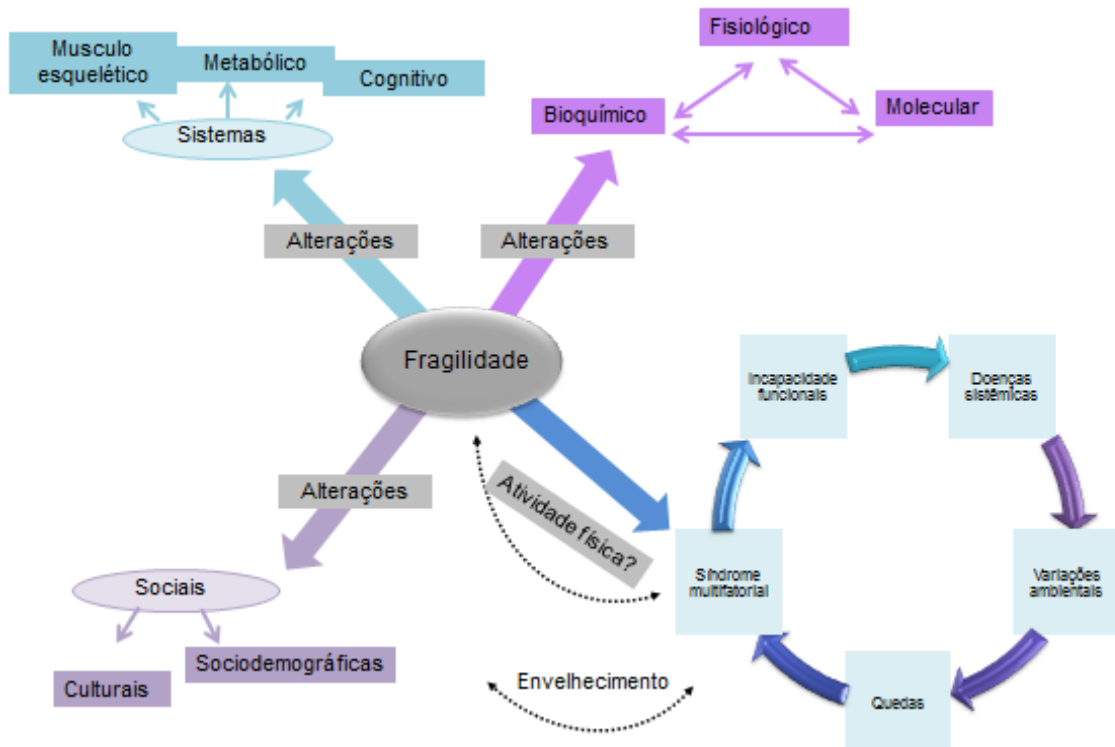 Musculo
esquelético
Metabólico
Cognitivo
Sistemas
Fisiológico
Bioquímico
Molecular
Alterações
Alterações
Fragilidade
Alterações
Sociais
Culturais
Sociodemográficas
Atividade física?
Envelhecimento
Incapacidade
funcionais
Doenças
sistêmicas
Variações
ambientais
Quedas
Síndrome
multifatorial